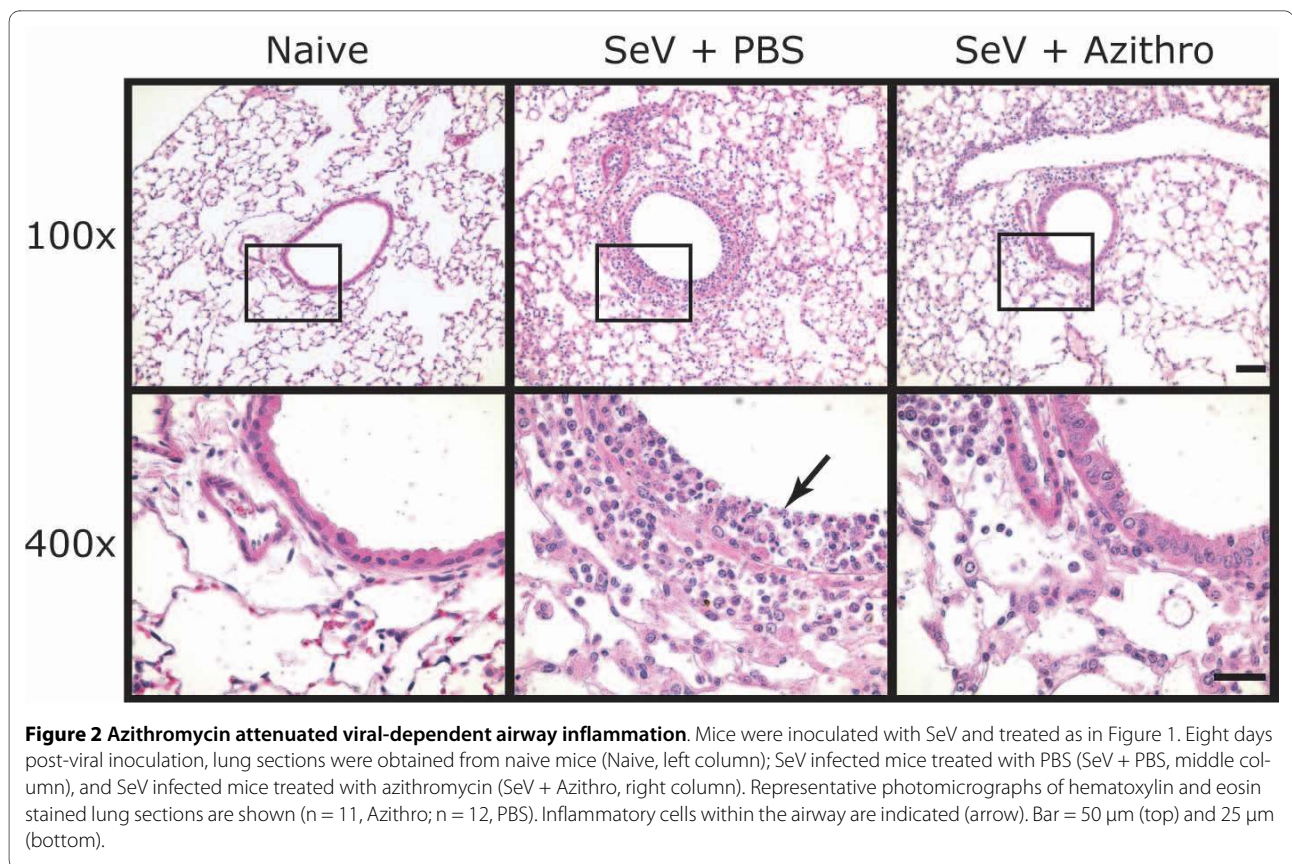 Naive SeV + PBS SeV + Azithro
100x
400x
Figure 2 Azithromycin attenuated viral-dependent airway inflammation. Mice were inoculated with SeV and treated as in Figure 1. Eight days
post-viral inoculation, lung sections were obtained from naive mice (Naive, left column); SeV infected mice treated with PBS (SeV + PBS, middle col-
umn), and SeV infected mice treated with azithromycin (SeV + Azithro, right column). Representative photomicrographs of hematoxylin and eosin
stained lung sections are shown (n = 11, Azithro; n = 12, PBS). Inflammatory cells within the airway are indicated (arrow). Bar = 50 μm (top) and 25 μm
(bottom).